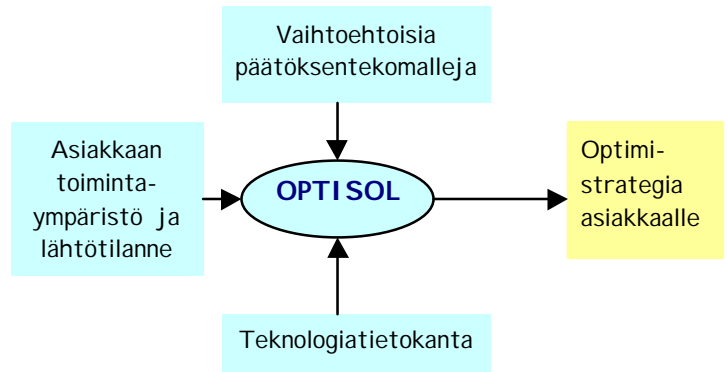 Vaihtoehtoisia
päätöksentekomalleja
Asiakkaan
toiminta-
ympäristö ja
lähtötilanne
OPTISOL
Optimi-
strategia
asiakkaalle
Teknologiatietokanta